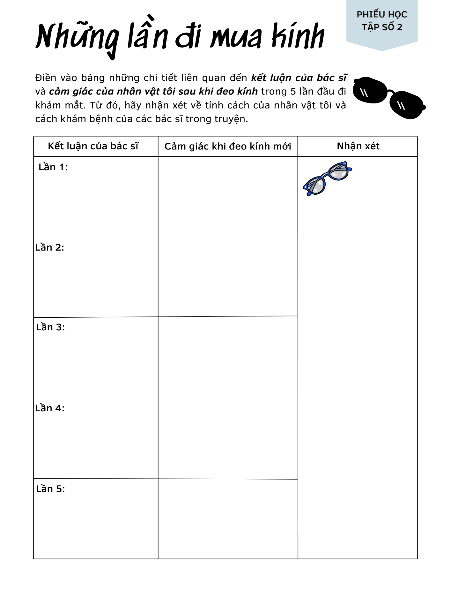 Những lần đi mua kính
PHIẾU HỌC
TẬP SỐ 2
Điền vào bảng những chi tiết liên quan đến kết luận của bác sĩ
và cảm giác của nhân vật tôi sau khi đeo kính trong 5 lần đầu đi
khám mắt. Từ đó, hãy nhận xét về tính cách của nhân vật tôi và
cách khám bệnh của các bác sĩ trong truyện.
Kết luận của bác sĩ
Cảm giác khi đeo kính mới
Nhận xét
Lần 1:
Lần 2:
Lần 3:
Lần 4:
Lần 5: